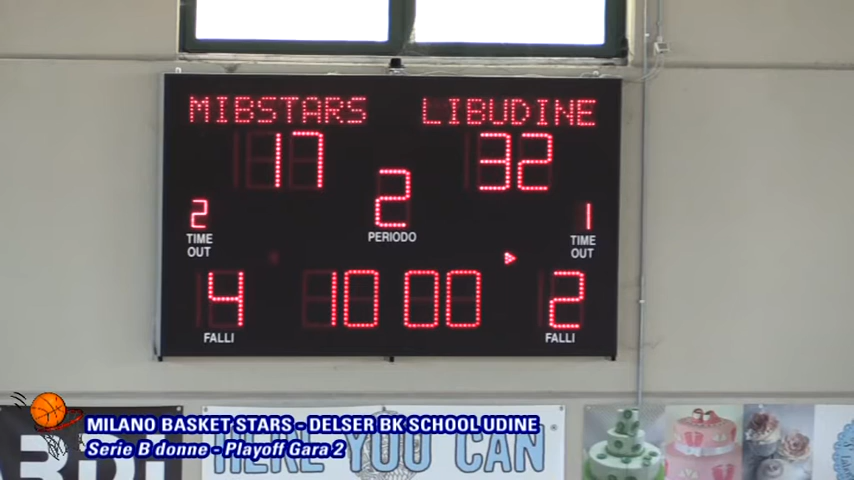 MIBSTARS LIBUDINE
17 32
2 2 1
TIME OUT PERIODO TIME OUT
4 10 00 2
FALLI FALLI
MILANO BASKET STARS - DELSER BK SCHOOL UDINE
Serie B donne - Playoff Gara 2
HERE YOU CAN